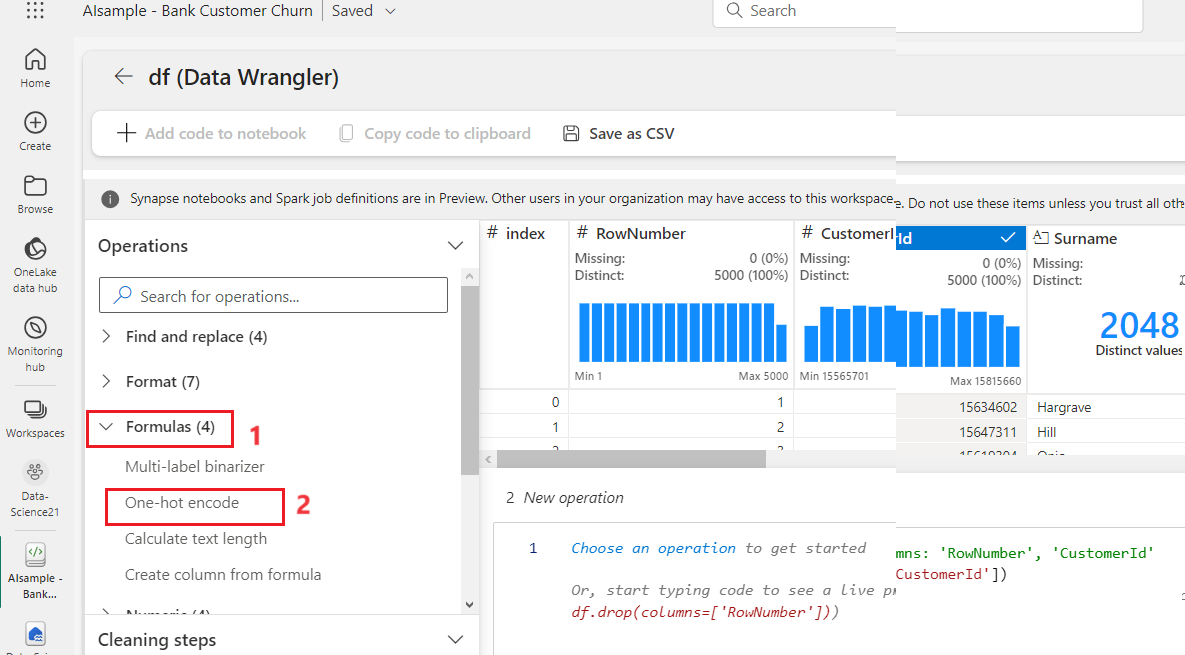 AIsample - Bank Customer Churn
Saved
Search
Home
Create
Browse
OneLake
data hub
Monitoring
hub
Workspaces
Data-
Science21
AIsample -
Bank...
df (Data Wrangler)
Add code to notebook
Copy code to clipboard
Save as CSV
Synapse notebooks and Spark job definitions are in Preview. Other users in your organization may have access to this workspace.
e. Do not use these items unless you trust all othe
Operations
Search for operations...
Find and replace (4)
Format (7)
Formulas (4)
1
Multi-label binarizer
One-hot encode
2
Calculate text length
Create column from formula
Numeric (4)
Cleaning steps
# index
# RowNumber
Missing: 0 (0%)
Distinct: 5000 (100%)
Min 1 Max 5000
# CustomerId
Missing: 0 (0%)
Distinct: 5000 (100%)
Min 15565701 Max 15815660
Surname
Missing:
Distinct:
2048
Distinct values
0 1 15634602 Hargrave
1 2 15647311 Hill
2 New operation
1 Choose an operation to get started
Or, start typing code to see a live pr
df.drop(columns=['RowNumber']))
mns: 'RowNumber', 'CustomerId'
CustomerId'])